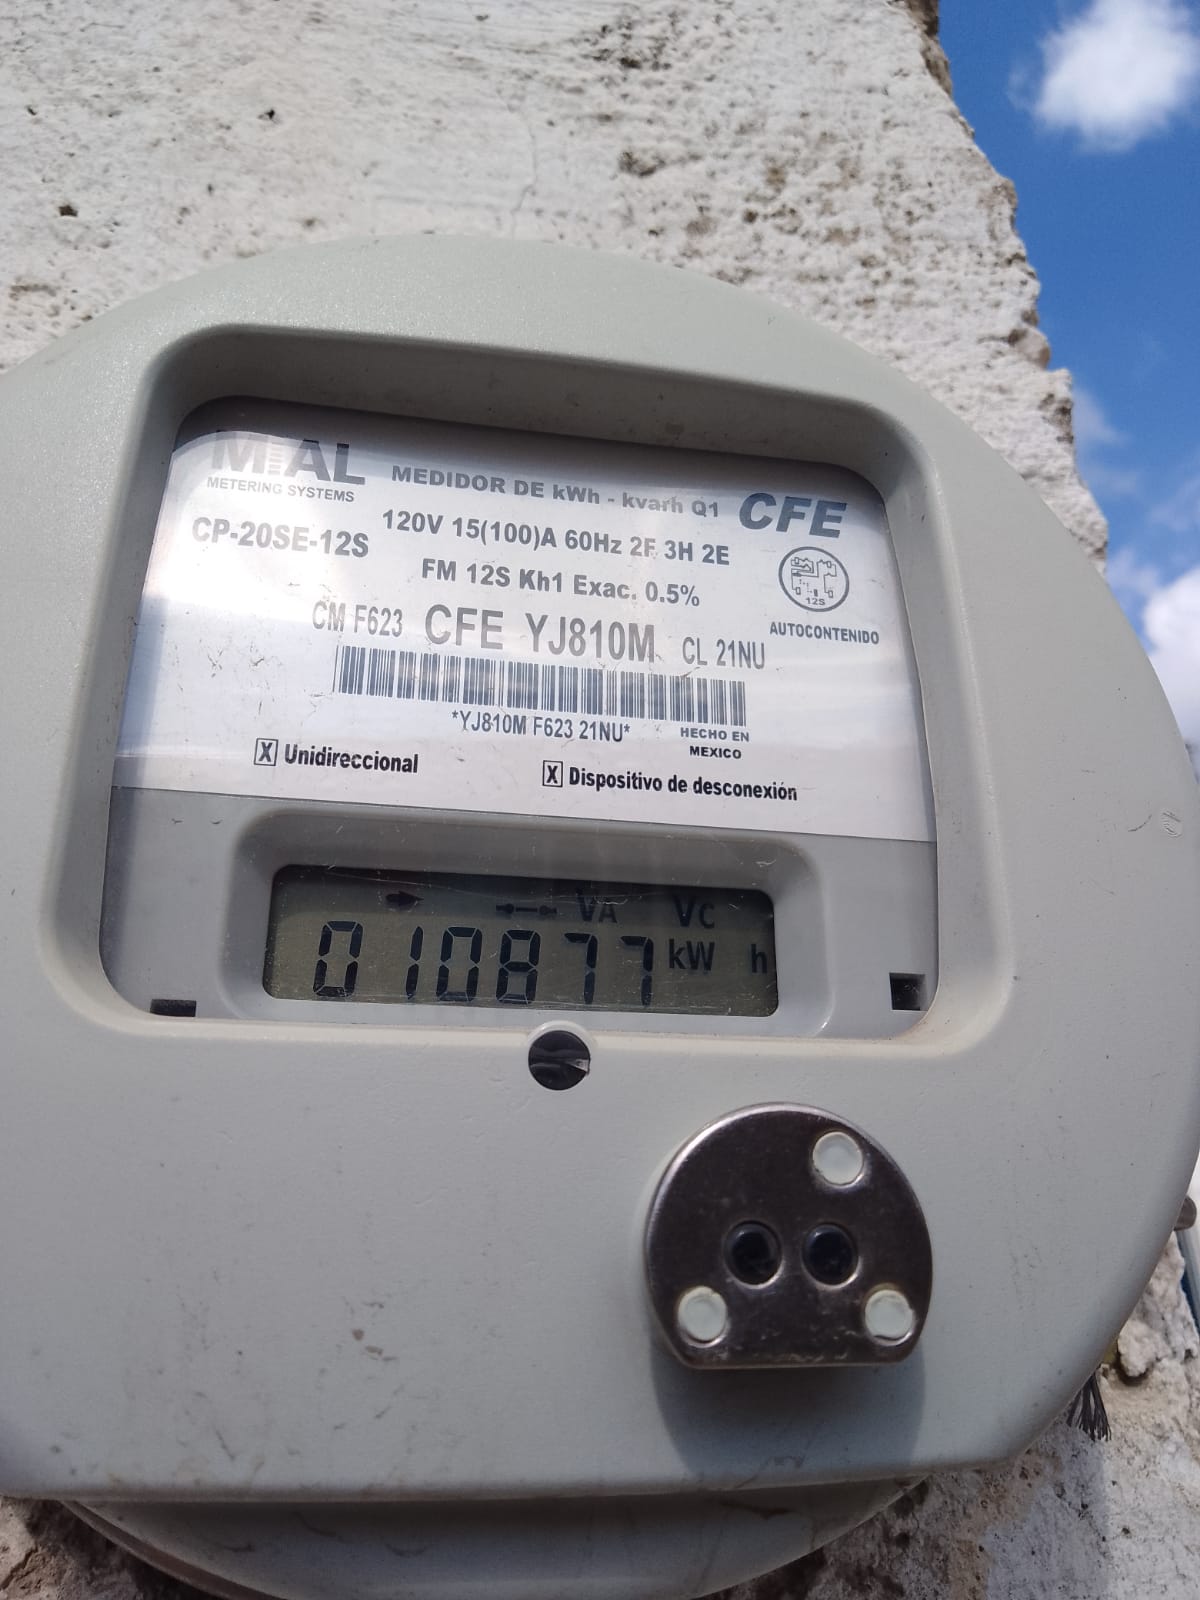 MIAL
METERING SYSTEMS
MEDIDOR DE kWh - kvarh Q1
CFE
CP-20SE-12S
120V 15(100)A 60Hz 2F 3H 2E
FM 12S Kh1 Exac. 0.5%
12S
AUTOCONTENIDO
CM F623 CFE YJ810M CL 21NU
*YJ810M F623 21NU*
HECHO EN
MEXICO
X Unidireccional
X Dispositivo de desconexión
VA VC
010877 kW h